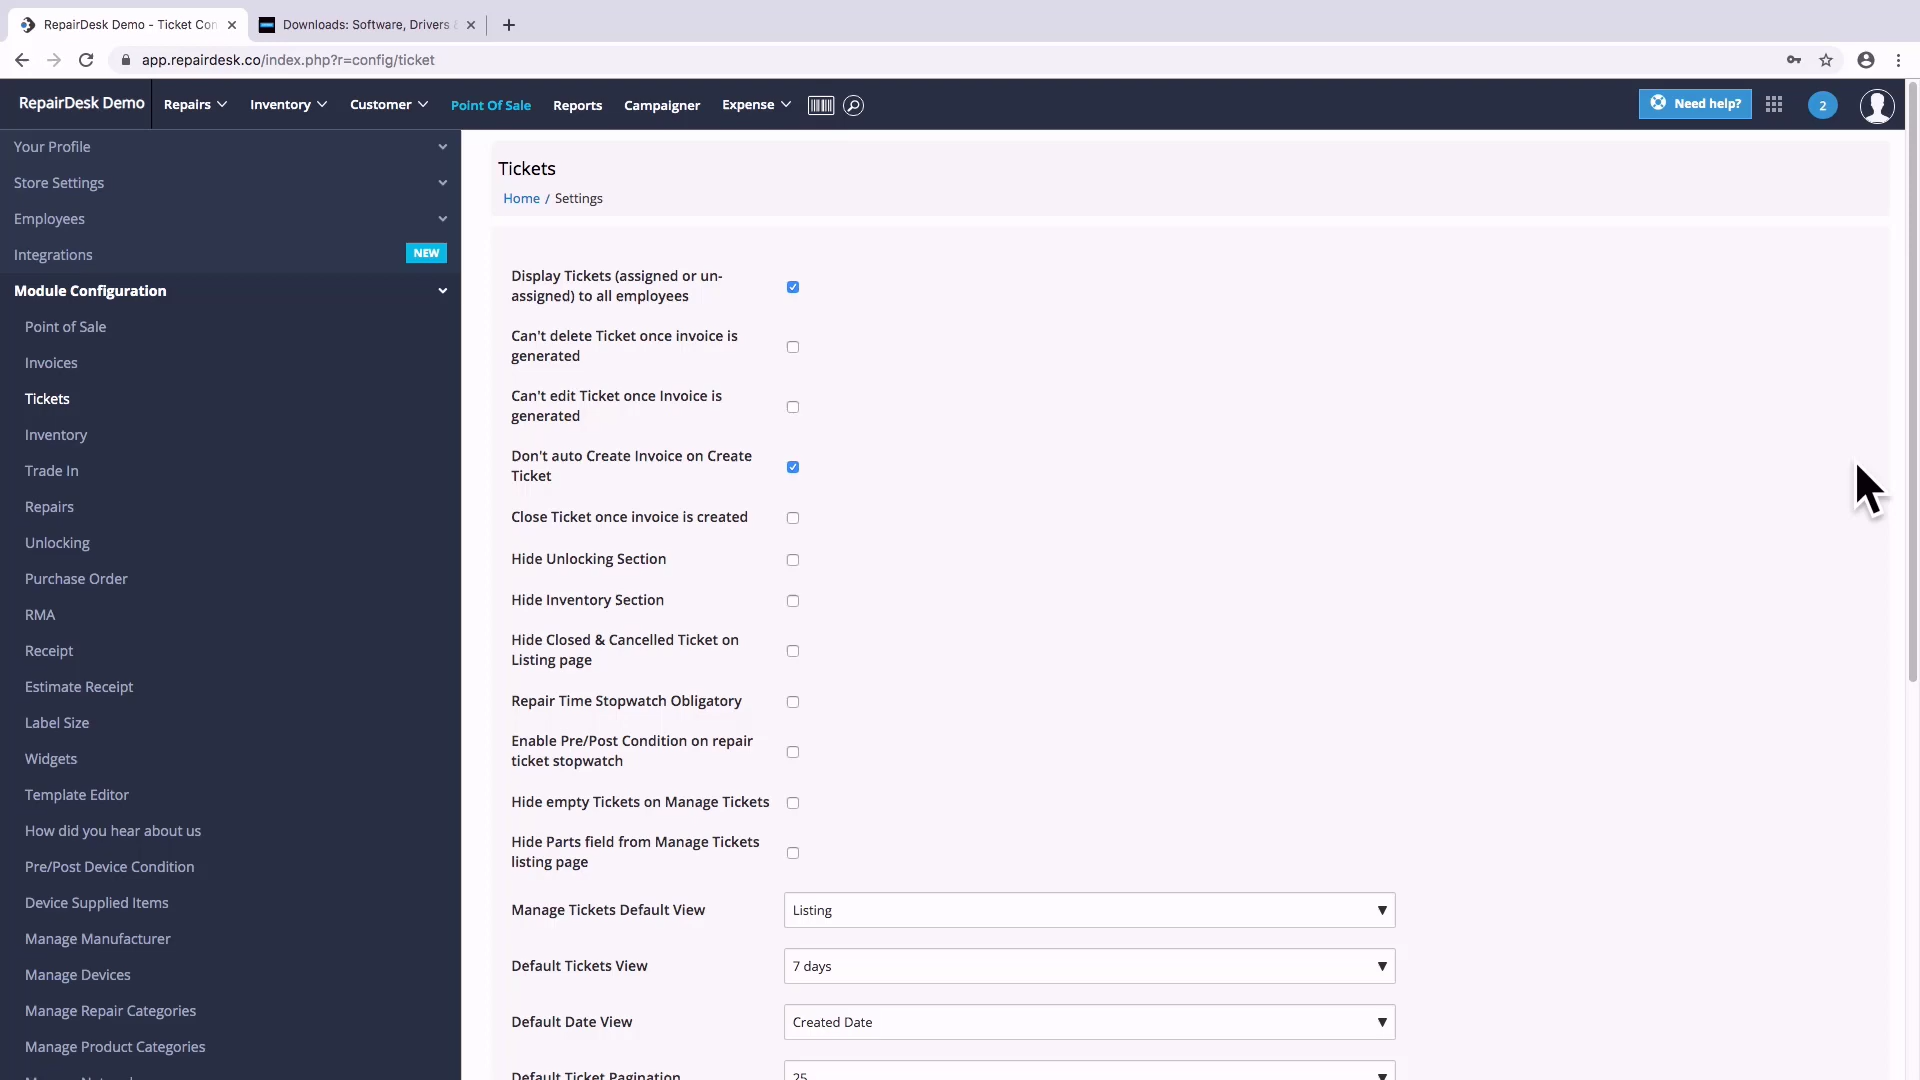 RepairDesk Demo - Ticket Con
Downloads: Software, Drivers
app.repairdesk.co/index.php?r=config/ticket
RepairDesk Demo
Repairs
Inventory
Customer
Point Of Sale
Reports
Campaigner
Expense
Need help?
2
Your Profile
Store Settings
Employees
Integrations
NEW
Module Configuration
Point of Sale
Invoices
Tickets
Inventory
Trade In
Repairs
Unlocking
Purchase Order
RMA
Receipt
Estimate Receipt
Label Size
Widgets
Template Editor
How did you hear about us
Pre/Post Device Condition
Device Supplied Items
Manage Manufacturer
Manage Devices
Manage Repair Categories
Manage Product Categories
Tickets
Home / Settings
Display Tickets (assigned or un-
assigned) to all employees
Can't delete Ticket once invoice is
generated
Can't edit Ticket once Invoice is
generated
Don't auto Create Invoice on Create
Ticket
Close Ticket once invoice is created
Hide Unlocking Section
Hide Inventory Section
Hide Closed & Cancelled Ticket on
Listing page
Repair Time Stopwatch Obligatory
Enable Pre/Post Condition on repair
ticket stopwatch
Hide empty Tickets on Manage Tickets
Hide Parts field from Manage Tickets
listing page
Manage Tickets Default View
Listing
Default Tickets View
7 days
Default Date View
Created Date
Default Ticket Pagination
25